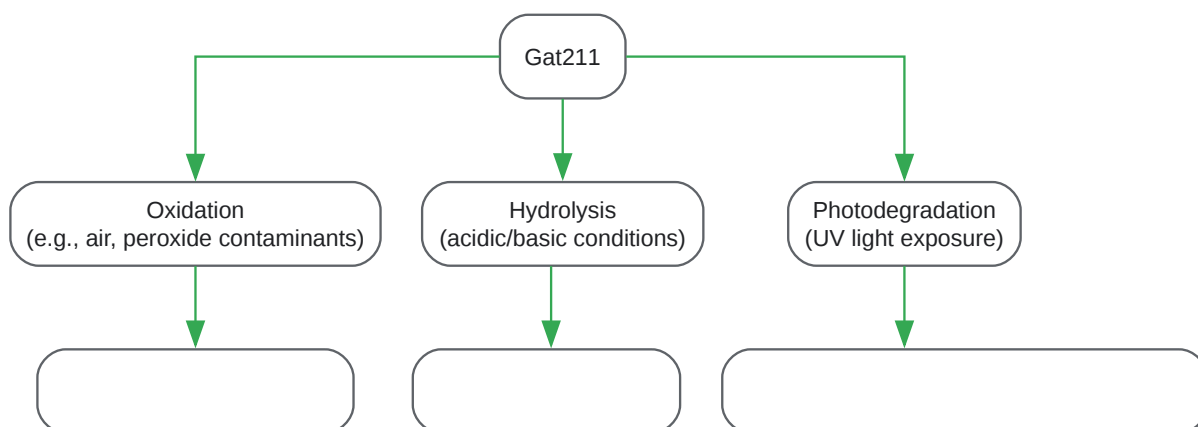 Gat211
Oxidation
(e.g., air, peroxide contaminants)
Hydrolysis
(acidic/basic conditions)
Photodegradation
(UV light exposure)